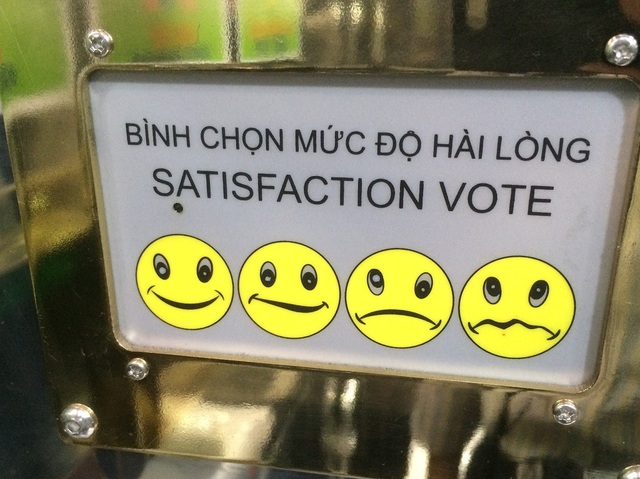 BÌNH CHỌN MỨC ĐỘ HÀI LÒNG
SATISFACTION VOTE